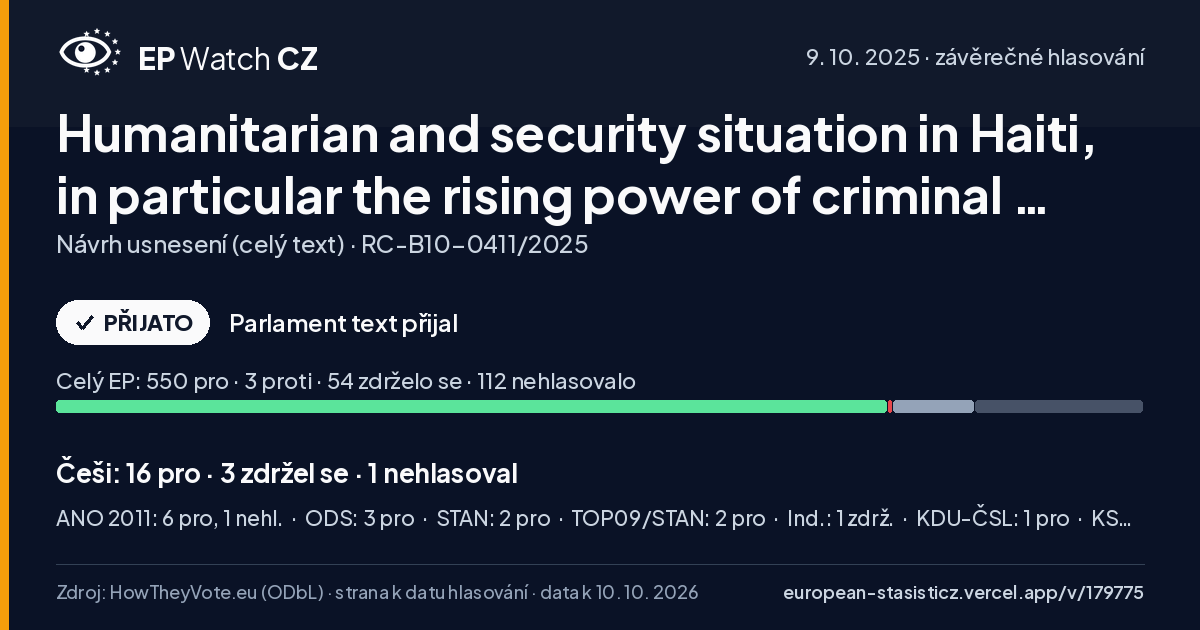 EP Watch CZ
9. 10. 2025 · závěrečné hlasování
Humanitarian and security situation in Haiti,
in particular the rising power of criminal …
Návrh usnesení (celý text) · RC-B10-0411/2025
✓ PŘIJATO
Parlament text přijal
Celý EP: 550 pro · 3 proti · 54 zdrželo se · 112 nehlasovalo
Češi: 16 pro · 3 zdržel se · 1 nehlasoval
ANO 2011: 6 pro, 1 nehl. · ODS: 3 pro · STAN: 2 pro · TOP09/STAN: 2 pro · Ind.: 1 zdrž. · KDU-ČSL: 1 pro · KS…
Zdroj: HowTheyVote.eu (ODbL) · strana k datu hlasování · data k 10. 10. 2026
european-stasisticz.vercel.app/v/179775